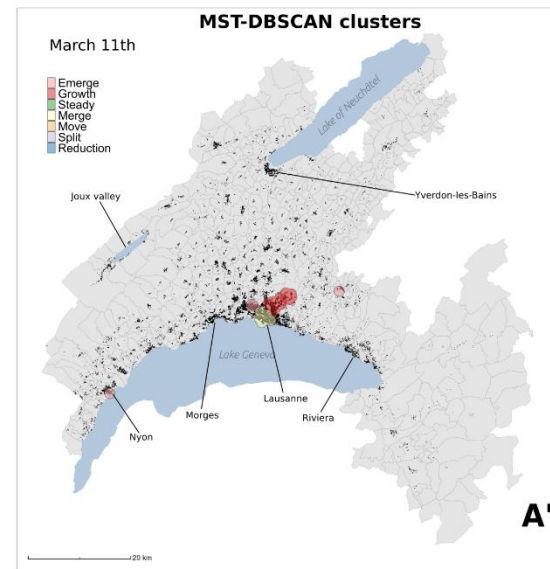 MST-DBSCAN clusters
March 11th
Emerge
Growth
Steady
Merge
Move
Split
Reduction
Lake of Neuchâtel
Yverdon-les-Bains
Joux valley
Lake Geneva
Lausanne
Morges
Riviera
Nyon
A'
20 km